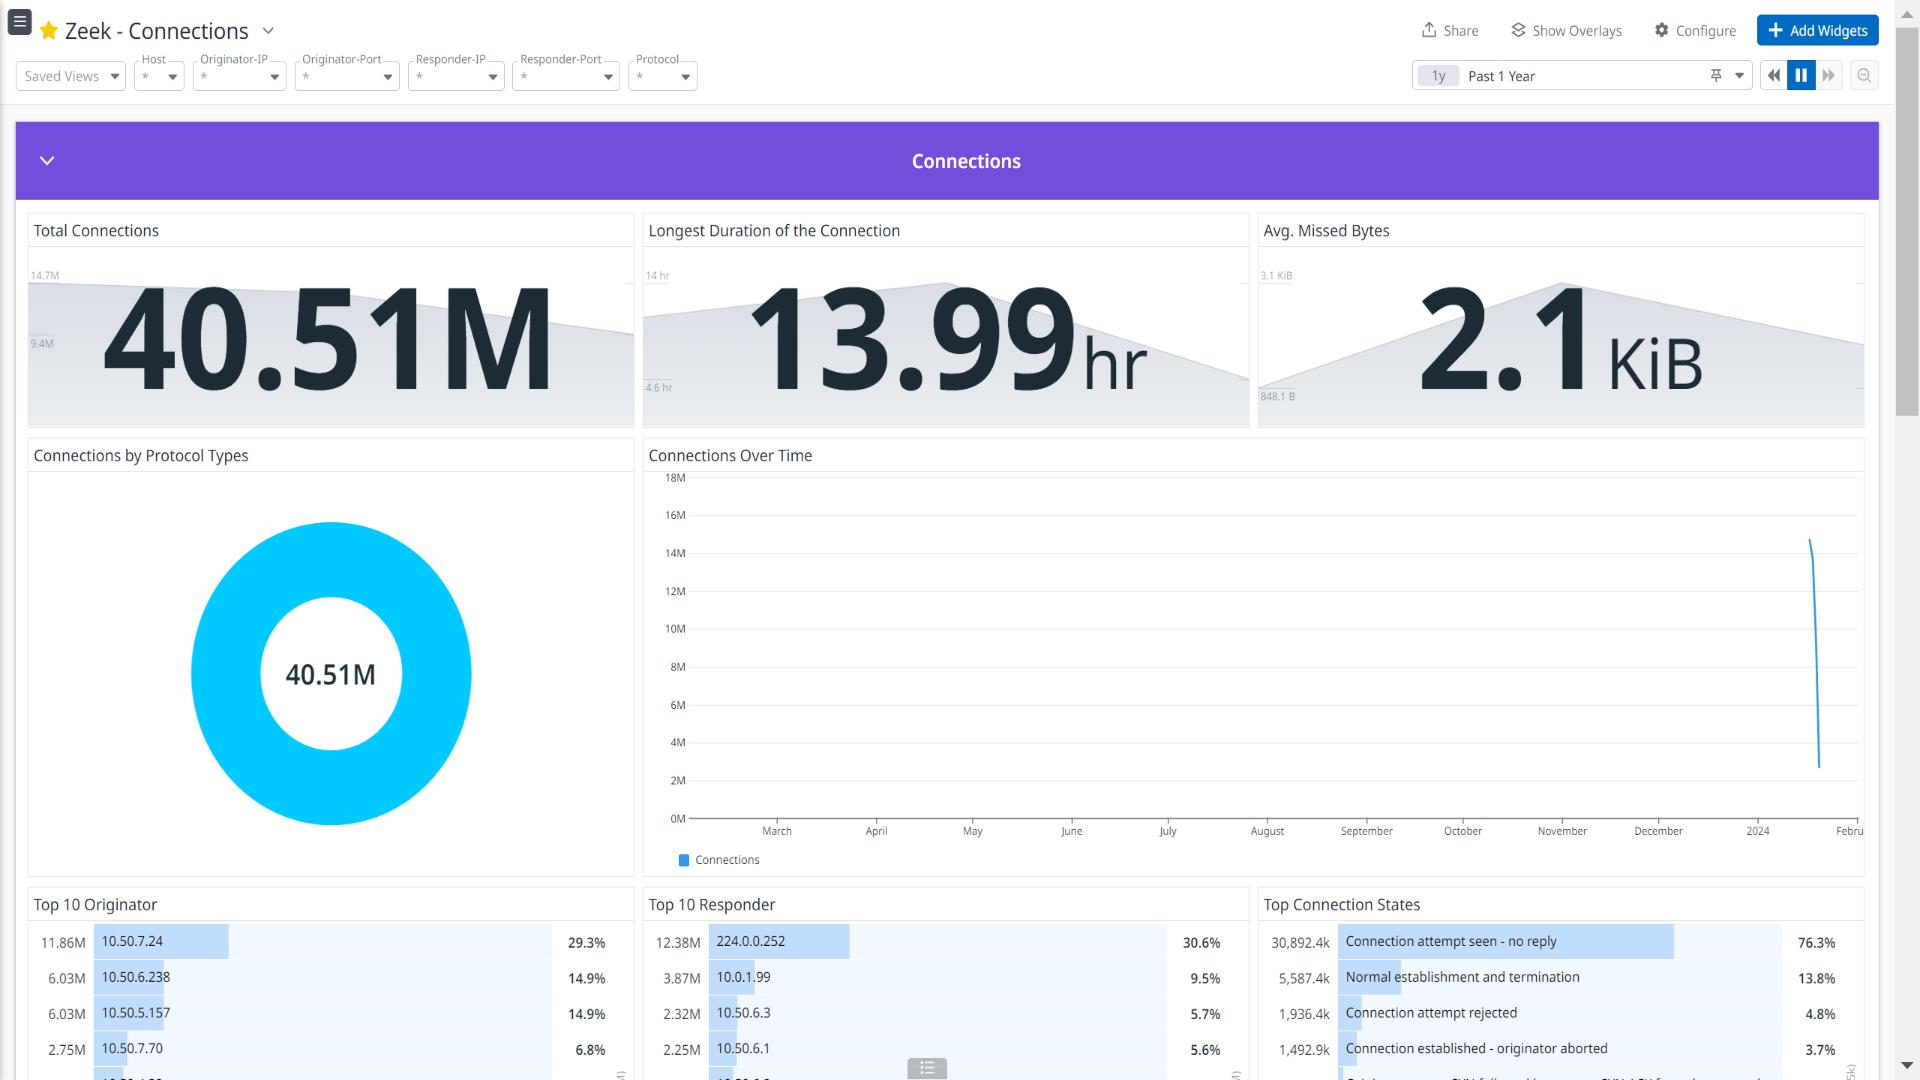 Zeek - Connections
Share
Show Overlays
Configure
Add Widgets
Saved Views
Host
*
Originator-IP
*
Originator-Port
*
Responder-IP
*
Responder-Port
*
Protocol
*
1y
Past 1 Year
Connections
Total Connections
14.7M
9.4M
40.51M
Longest Duration of the Connection
14 hr
4.6 hr
13.99hr
Avg. Missed Bytes
3.1 KiB
848.1 B
2.1 KiB
Connections by Protocol Types
40.51M
Connections Over Time
18M
16M
14M
12M
10M
8M
6M
4M
2M
0M
March April May June July August September October November December 2024 Febru
Connections
Top 10 Originator
11.86M 10.50.7.24 29.3%
6.03M 10.50.6.238 14.9%
6.03M 10.50.5.157 14.9%
2.75M 10.50.7.70 6.8%
Top 10 Responder
12.38M 224.0.0.252 30.6%
3.87M 10.0.1.99 9.5%
2.32M 10.50.6.3 5.7%
2.25M 10.50.6.1 5.6%
Top Connection States
30,892.4k Connection attempt seen - no reply 76.3%
5,587.4k Normal establishment and termination 13.8%
1,936.4k Connection attempt rejected 4.8%
1,492.9k Connection established - originator aborted 3.7%